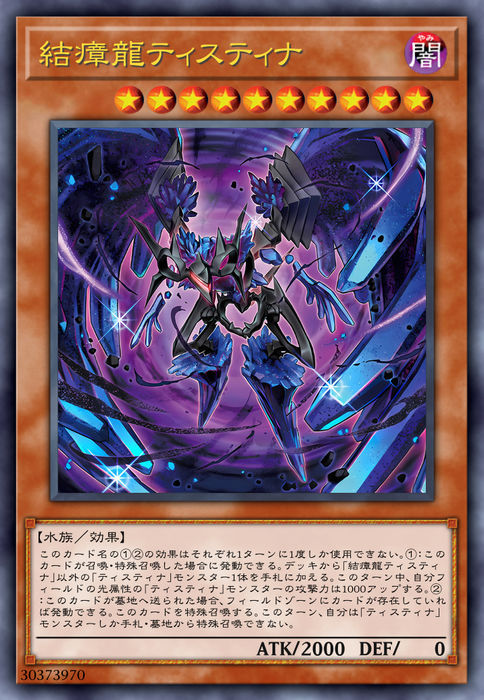 結瘴龍ティスティナ
やみ
闇
【水族／効果】
このカード名の①②の効果はそれぞれ1ターンに1度しか使用できない。①：この
カードが召喚・特殊召喚した場合に発動できる。デッキから「結瘴龍ティスティ
ナ」以外の「ティスティナ」モンスター1体を手札に加える。このターン中、自分フ
ィールドの光属性の「ティスティナ」モンスターの攻撃力は1000アップする。②
：このカードが墓地へ送られた場合、フィールドゾーンにカードが存在していれ
ば発動できる。このカードを特殊召喚する。このターン、自分は「ティスティナ」
モンスターしか手札・墓地から特殊召喚できない。
ATK/2000 DEF/ 0
30373970